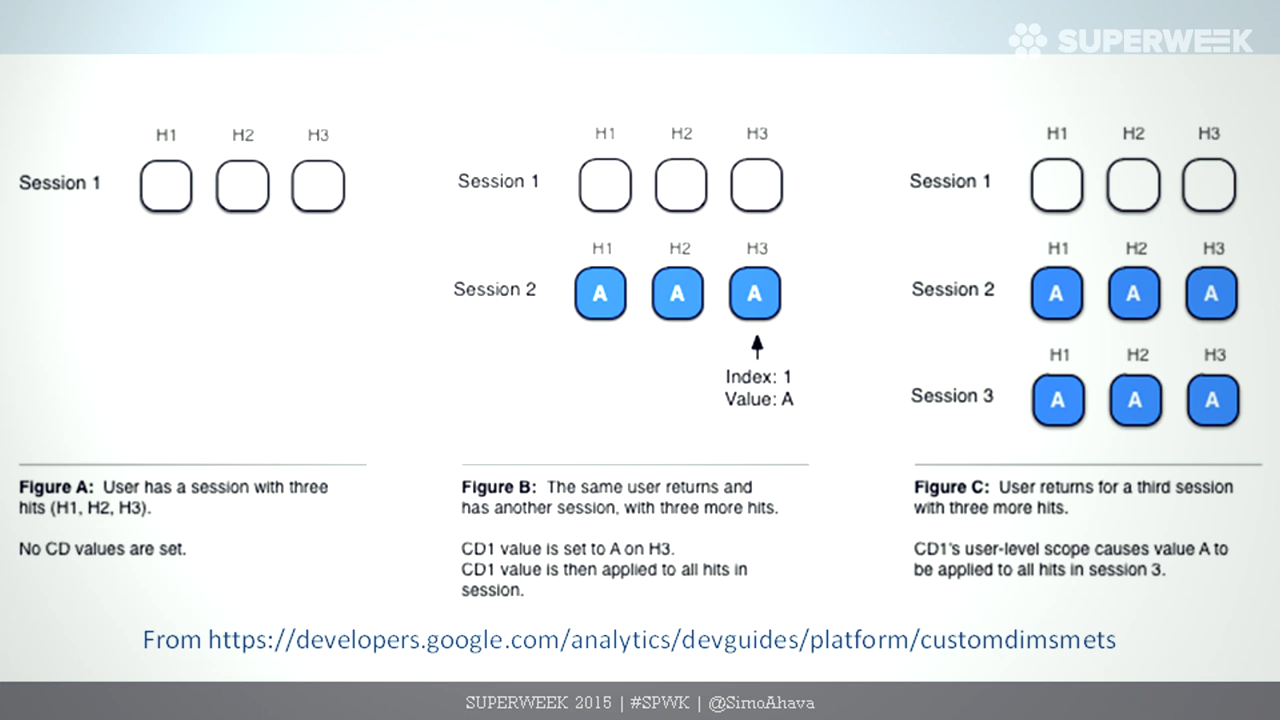 SUPERWEEK
H1 H2 H3
Session 1
H1 H2 H3
Session 1
H1 H2 H3
Session 2
A A A
Index: 1
Value: A
H1 H2 H3
Session 1
H1 H2 H3
Session 2
A A A
H1 H2 H3
Session 3
A A A
Figure A: User has a session with three
hits (H1, H2, H3).
No CD values are set.
Figure B: The same user returns and
has another session, with three more hits.
CD1 value is set to A on H3.
CD1 value is then applied to all hits in
session.
Figure C: User returns for a third session
with three more hits.
CD1's user-level scope causes value A to
be applied to all hits in session 3.
From https://developers.google.com/analytics/devguides/platform/customdimsmets
SUPERWEEK 2015 | #SPWK | @SimoAhava